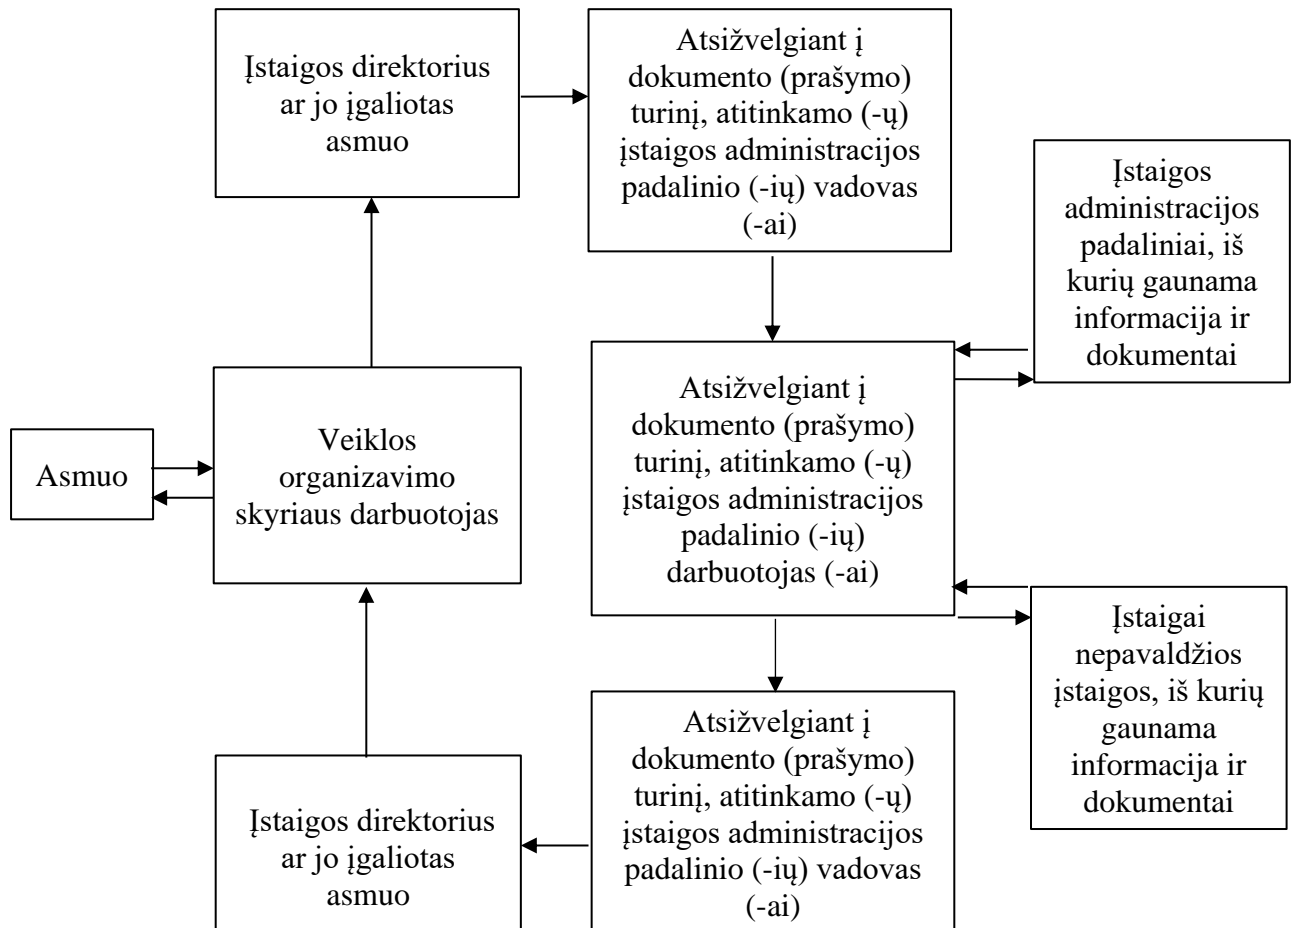 Įstaigos direktorius
ar jo įgaliotas
asmuo
Atsižvelgiant į
dokumento (prašymo)
turinį, atitinkamo (-ų)
įstaigos administracijos
padalinio (-ių) vadovas
(-ai)
Įstaigos
administracijos
padaliniai, iš
kurių gaunama
informacija ir
dokumentai
Asmuo
Veiklos
organizavimo
skyriaus darbuotojas
Atsižvelgiant į
dokumento (prašymo)
turinį, atitinkamo (-ų)
įstaigos administracijos
padalinio (-ių)
darbuotojas (-ai)
Įstaigai
nepavaldžios
įstaigos, iš kurių
gaunama
informacija ir
dokumentai
Įstaigos direktorius
ar jo įgaliotas
asmuo
Atsižvelgiant į
dokumento (prašymo)
turinį, atitinkamo (-ų)
įstaigos administracijos
padalinio (-ių) vadovas
(-ai)